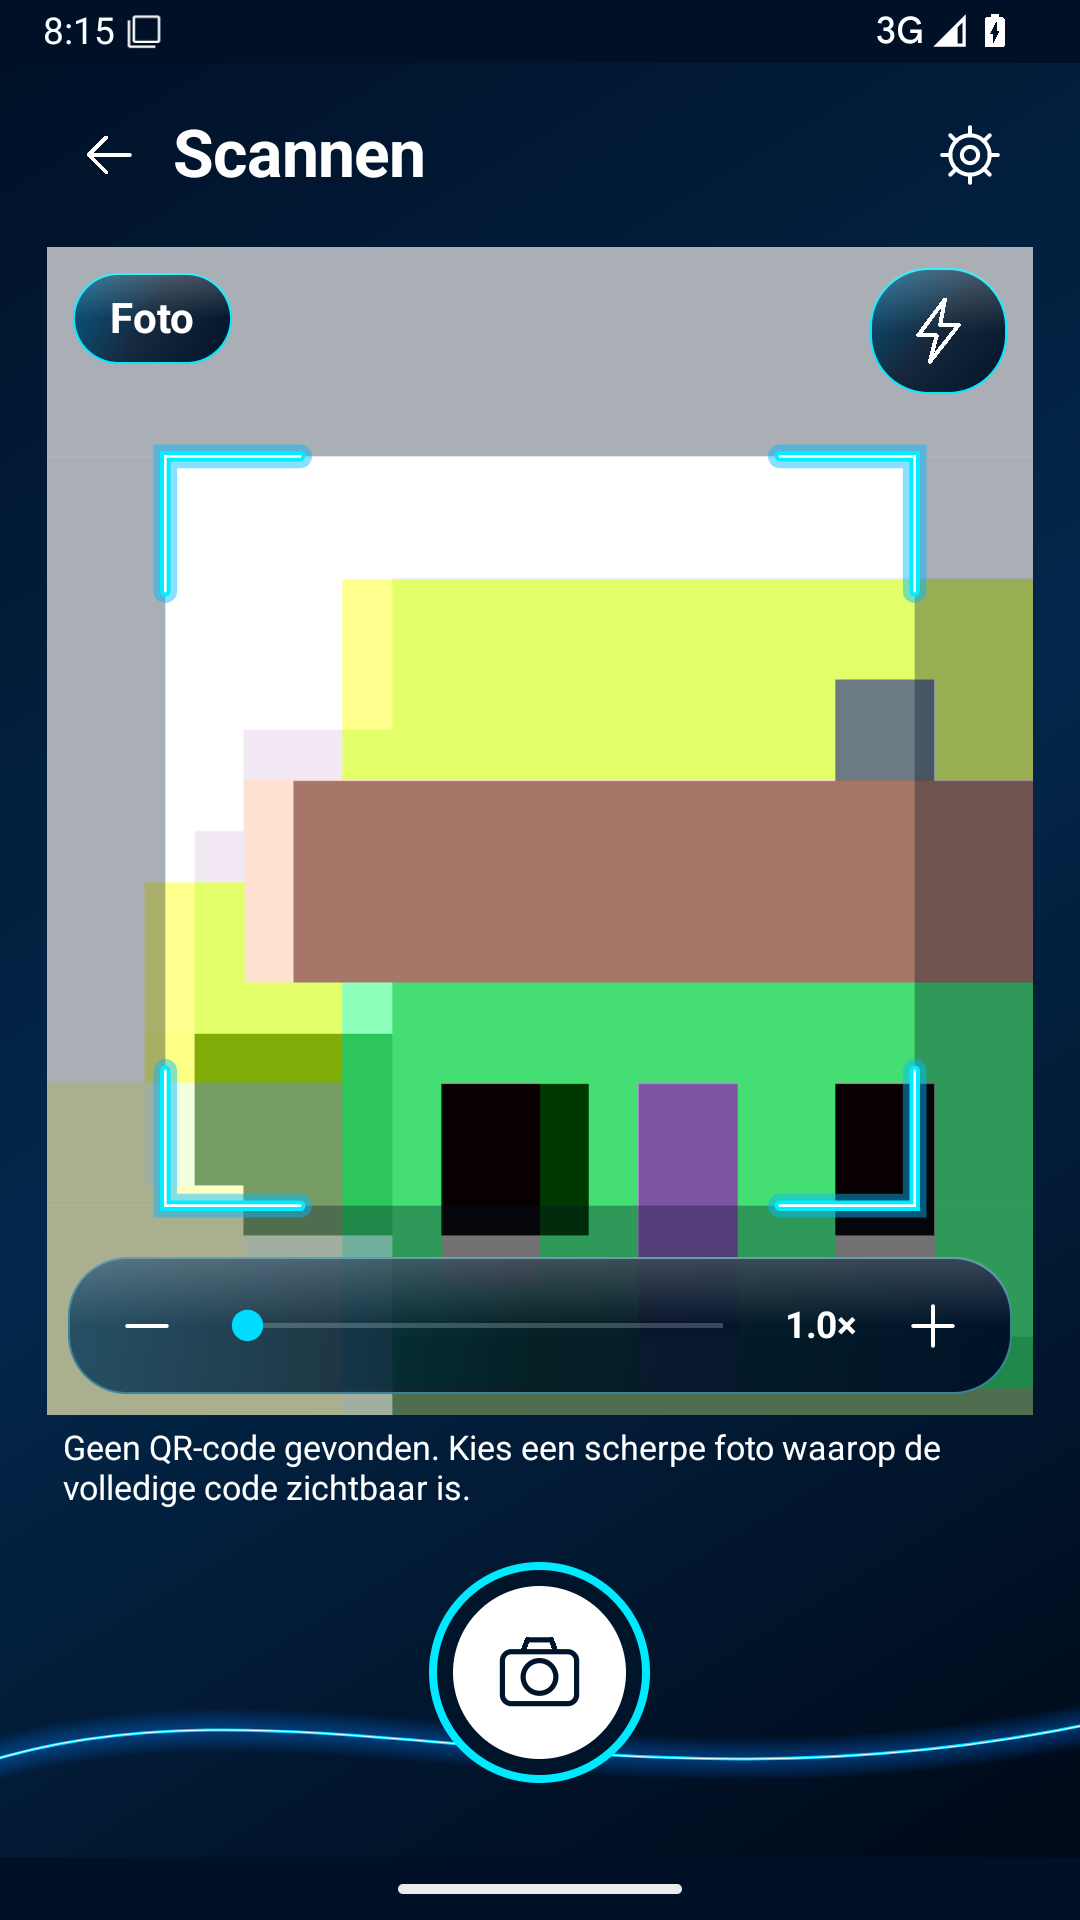 8:15
3G
Scannen
Foto
1.0×
Geen QR-code gevonden. Kies een scherpe foto waarop de
volledige code zichtbaar is.